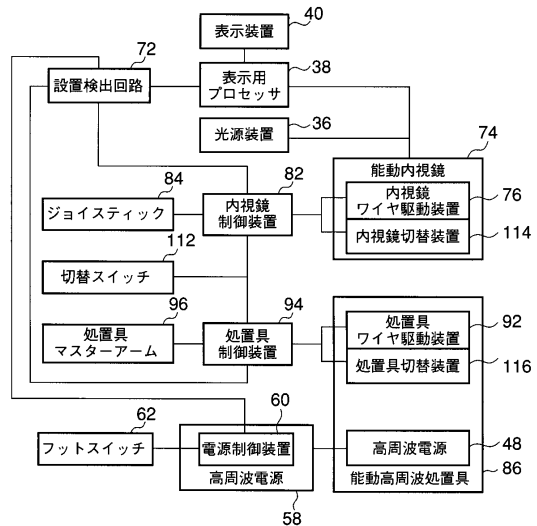 表示装置
40
72
設置検出回路
表示用
プロセッサ
38
光源装置
36
74
能動内視鏡
84
ジョイスティック
82
内視鏡
制御装置
内視鏡
ワイヤ駆動装置
76
内視鏡切替装置
114
112
切替スイッチ
96
処置具
マスターアーム
94
処置具
制御装置
処置具
ワイヤ駆動装置
92
処置具切替装置
116
62
フットスイッチ
60
電源制御装置
高周波電源
58
高周波電源
48
能動高周波処置具
86